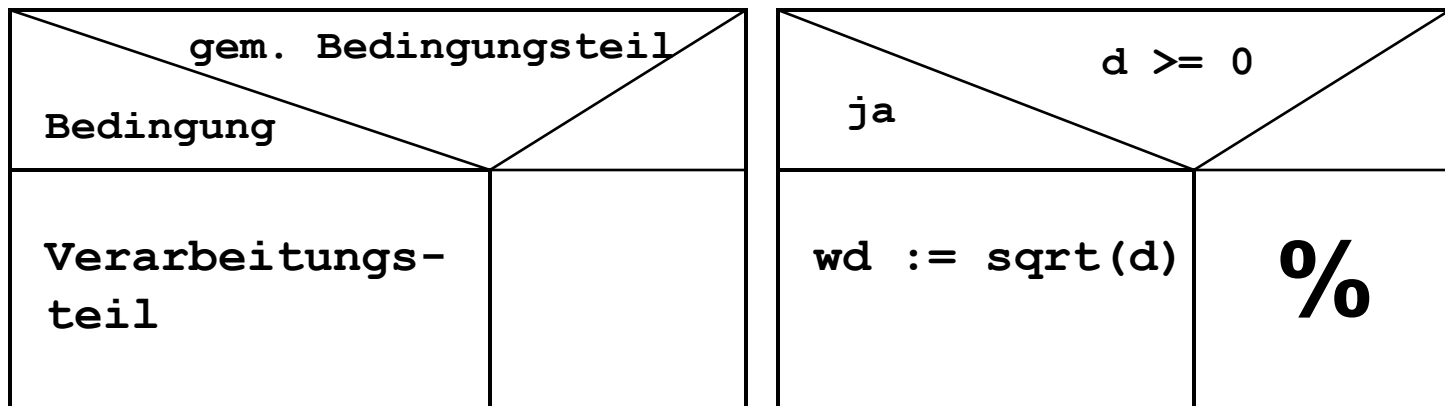 gem. Bedingungsteil
Bedingung
Verarbeitungs-
teil
d >= 0
ja
wd := sqrt(d)
%